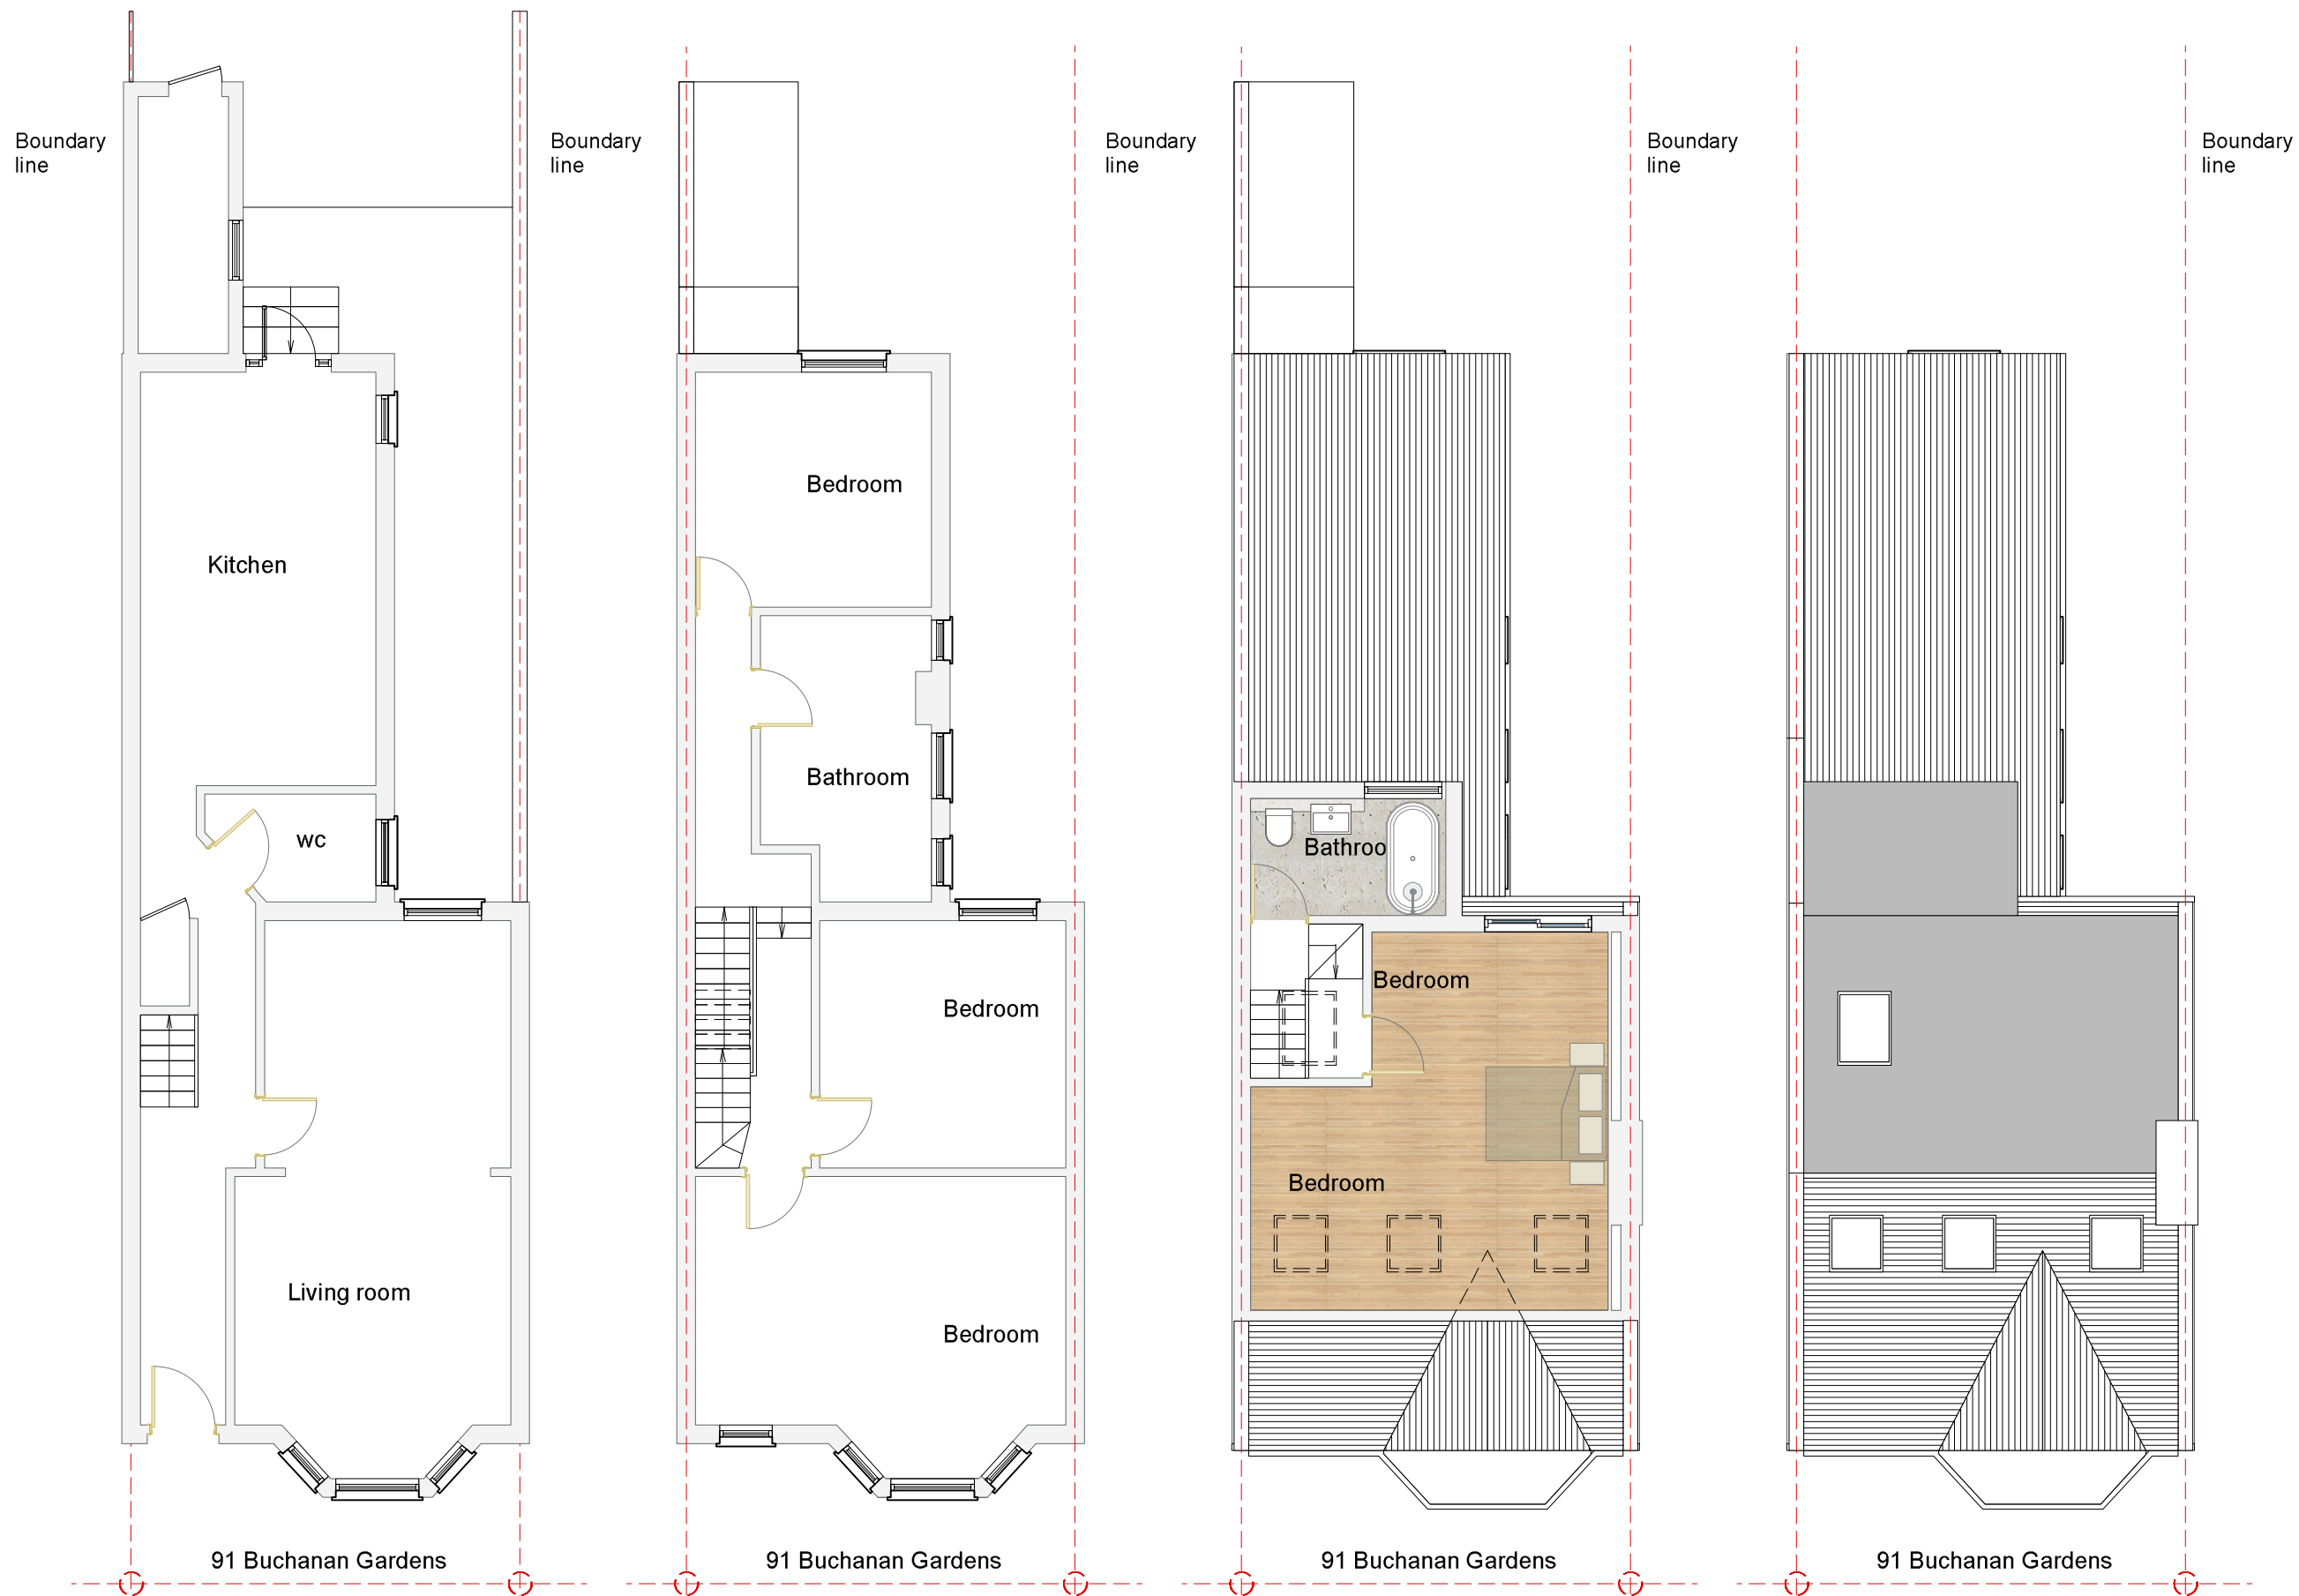 Boundary
line
Boundary
line
Boundary
line
Boundary
line
Boundary
line
Kitchen
wc
Living room
91 Buchanan Gardens
Bedroom
Bathroom
Bedroom
Bedroom
91 Buchanan Gardens
Bathroo
Bedroom
Bedroom
91 Buchanan Gardens
91 Buchanan Gardens